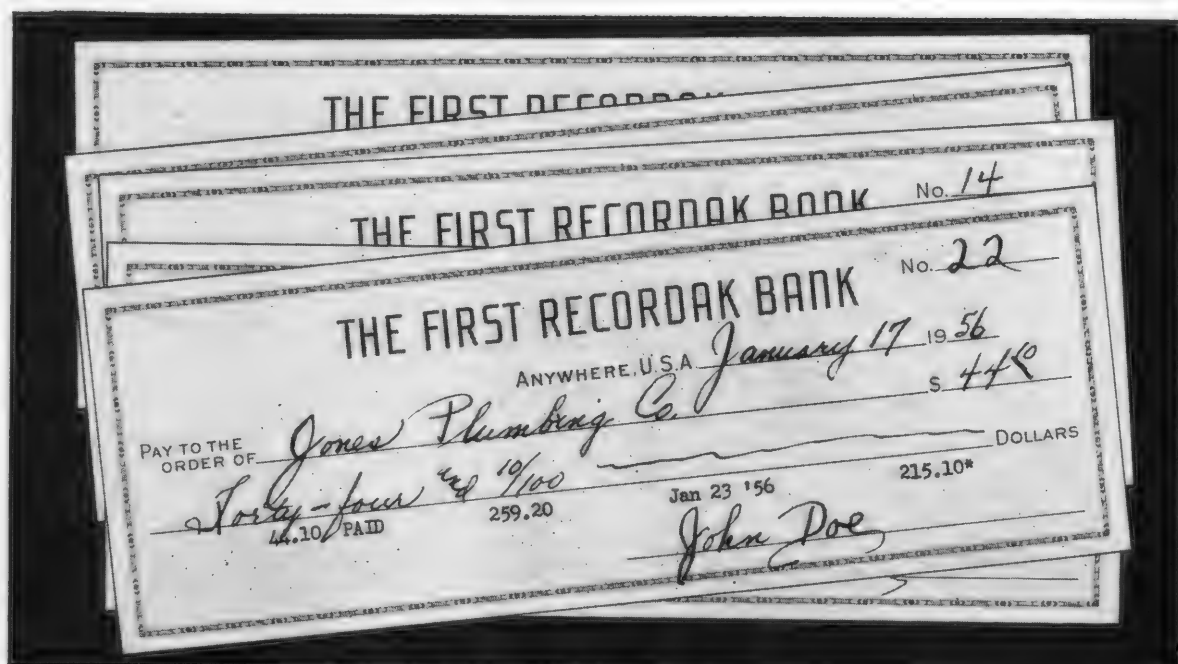 THE FIRST RECORDAK
THE FIRST RECORDAK BANK
No. 14
No. 22
THE FIRST RECORDAK BANK
ANYWHERE, U.S.A. January 17 1956
PAY TO THE ORDER OF Jones Plumbing Co. $ 44 10
Forty-four and 10/100 DOLLARS
44.10 PAID 259.20 Jan 23 '56 215.10*
John Doe